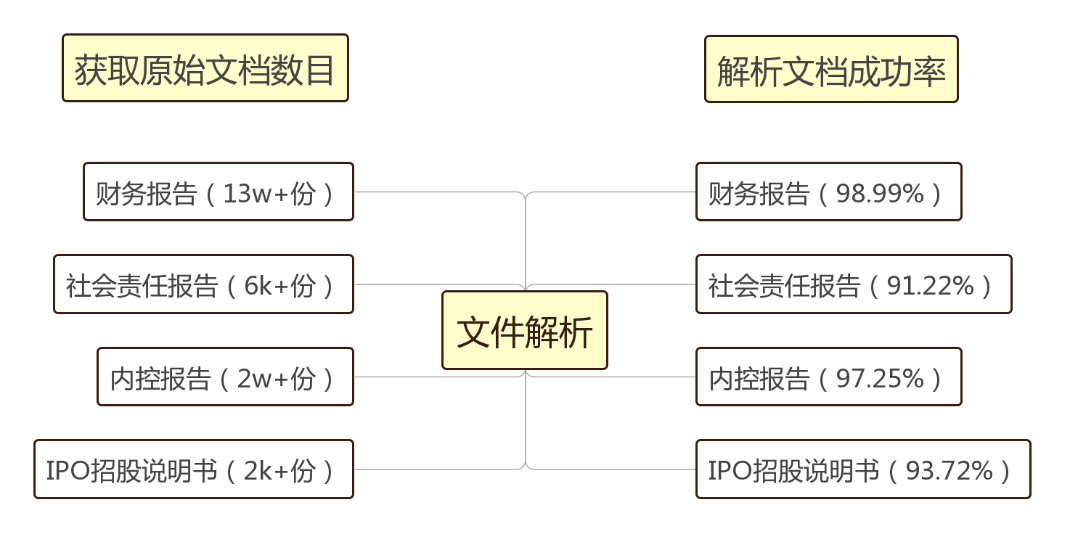 获取原始文档数目
解析文档成功率
财务报告（13w+份）
财务报告（98.99%）
社会责任报告（6k+份）
社会责任报告（91.22%）
文件解析
内控报告（2w+份）
内控报告（97.25%）
IPO招股说明书（2k+份）
IPO招股说明书（93.72%）